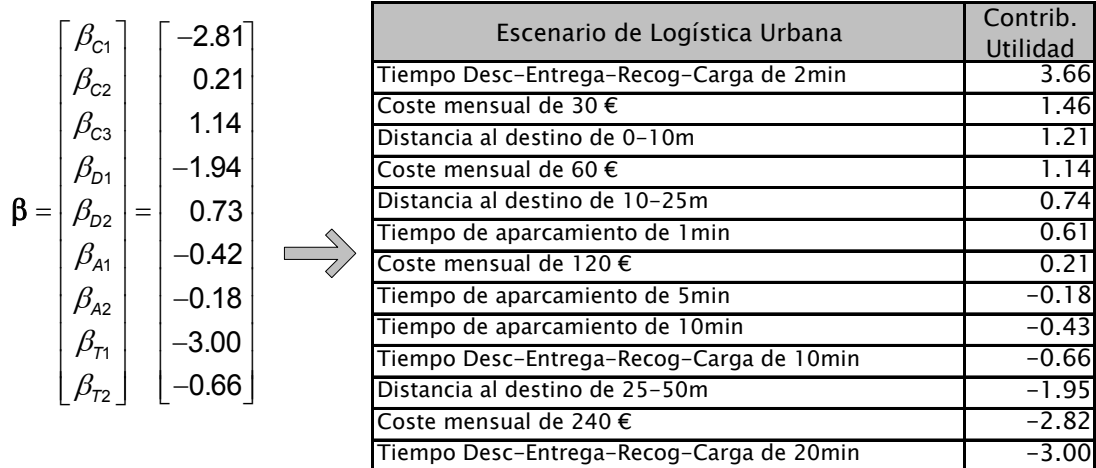 β = [β_C1 β_C2 β_C3 β_D1 β_D2 β_A1 β_A2 β_T1 β_T2] = [−2.81 0.21 1.14 −1.94 0.73 −0.42 −0.18 −3.00 −0.66]
Escenario de Logística Urbana Contrib. Utilidad
Tiempo Desc-Entrega-Recog-Carga de 2min 3.66
Coste mensual de 30 € 1.46
Distancia al destino de 0-10m 1.21
Coste mensual de 60 € 1.14
Distancia al destino de 10-25m 0.74
Tiempo de aparcamiento de 1min 0.61
Coste mensual de 120 € 0.21
Tiempo de aparcamiento de 5min -0.18
Tiempo de aparcamiento de 10min -0.43
Tiempo Desc-Entrega-Recog-Carga de 10min -0.66
Distancia al destino de 25-50m -1.95
Coste mensual de 240 € -2.82
Tiempo Desc-Entrega-Recog-Carga de 20min -3.00